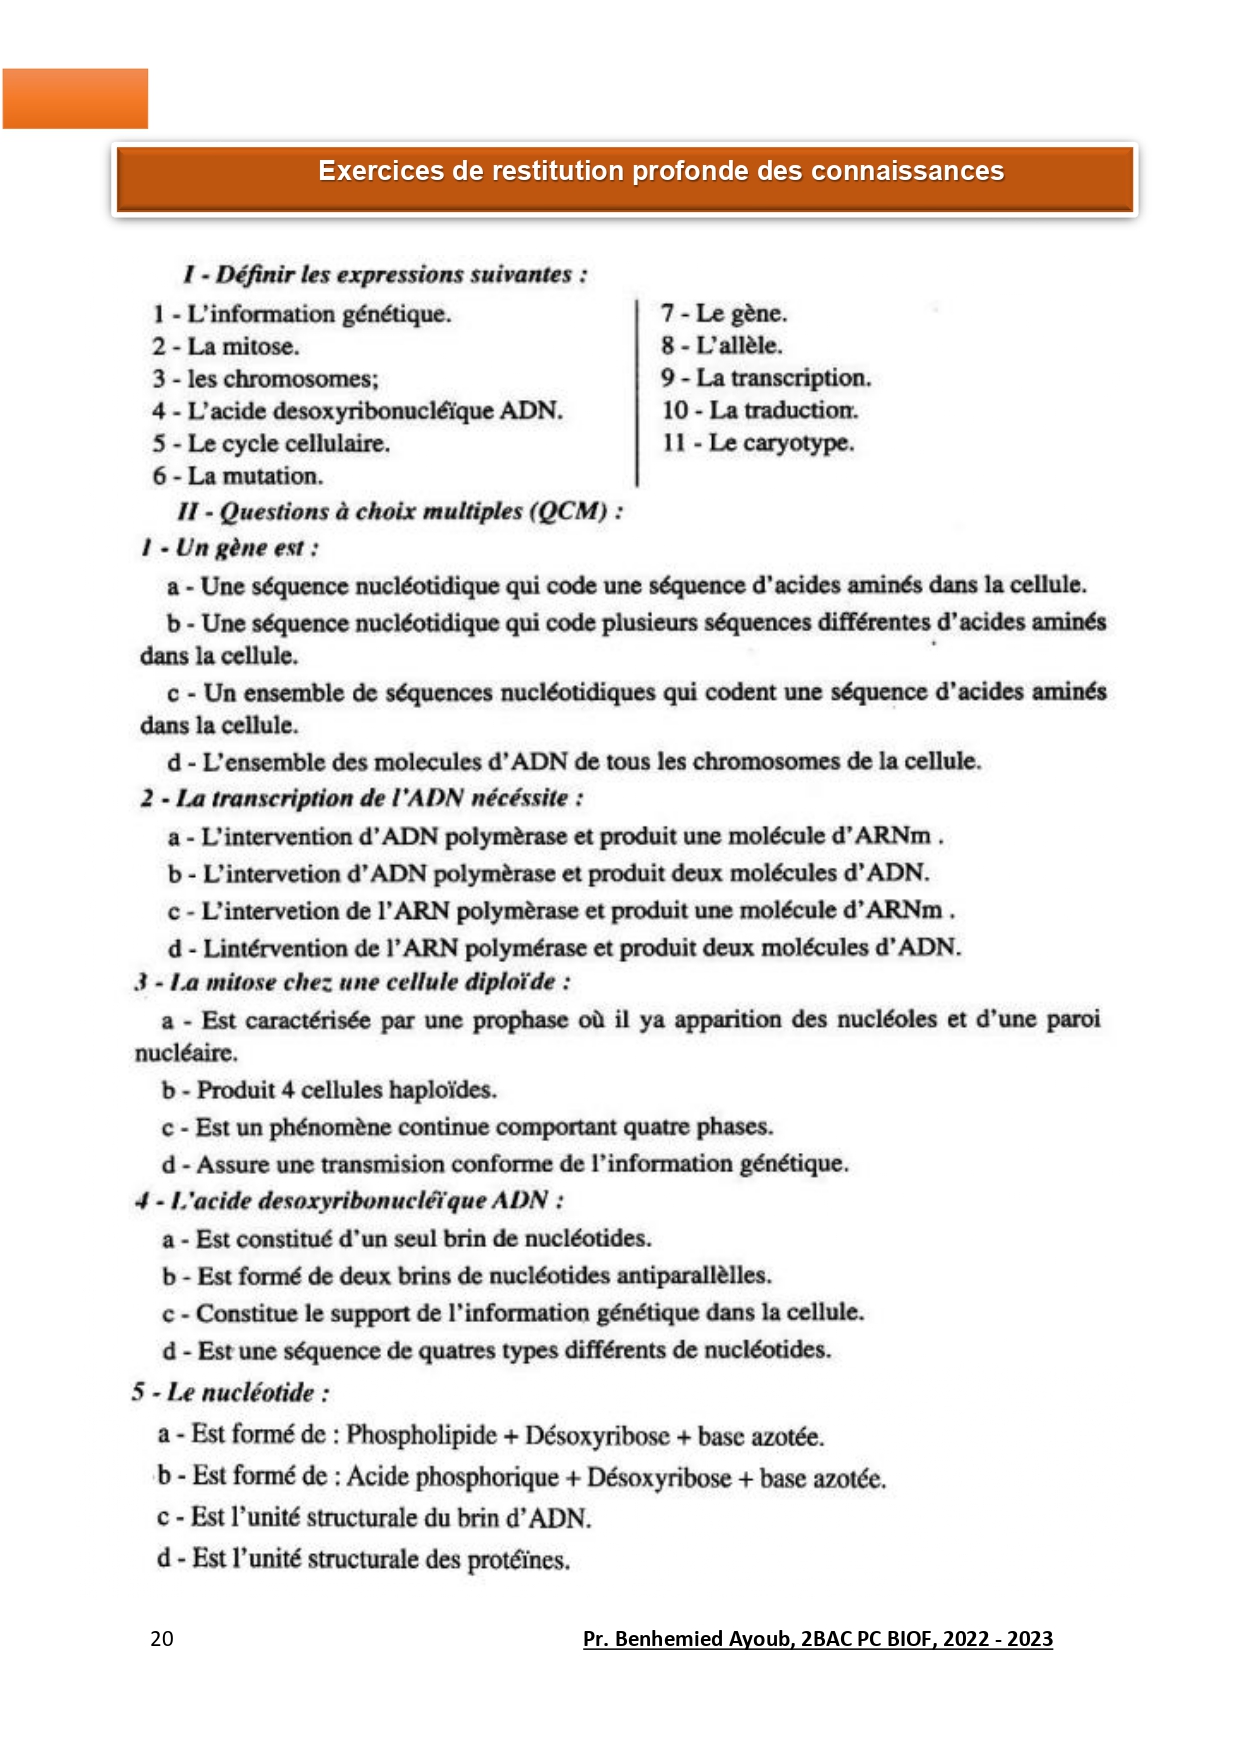 Exercices de restitution profonde des connaissances
I - Définir les expressions suivantes :
1 - L'information génétique.
2 - La mitose.
3 - les chromosomes;
4 - L'acide desoxyribonucléïque ADN.
5 - Le cycle cellulaire.
6 - La mutation.
7 - Le gène.
8 - L'allèle.
9 - La transcription.
10 - La traduction.
11 - Le caryotype.
II - Questions à choix multiples (QCM) :
1 - Un gène est :
a - Une séquence nucléotidique qui code une séquence d'acides aminés dans la cellule.
b - Une séquence nucléotidique qui code plusieurs séquences différentes d'acides aminés
dans la cellule.
c - Un ensemble de séquences nucléotidiques qui codent une séquence d'acides aminés
dans la cellule.
d - L'ensemble des molecules d'ADN de tous les chromosomes de la cellule.
2 - La transcription de l'ADN nécéssite :
a - L'intervention d'ADN polymèrase et produit une molécule d'ARNm .
b - L'intervetion d'ADN polymèrase et produit deux molécules d'ADN.
c - L'intervetion de l'ARN polymèrase et produit une molécule d'ARNm .
d - Lintérvention de l'ARN polymérase et produit deux molécules d'ADN.
3 - La mitose chez une cellule diploïde :
a - Est caractérisée par une prophase où il ya apparition des nucléoles et d'une paroi
nucléaire.
b - Produit 4 cellules haploïdes.
c - Est un phénomène continue comportant quatre phases.
d - Assure une transmision conforme de l'information génétique.
4 - L'acide desoxyribonucléïque ADN :
a - Est constitué d'un seul brin de nucléotides.
b - Est formé de deux brins de nucléotides antiparallèlles.
c - Constitue le support de l'information génétique dans la cellule.
d - Est une séquence de quatres types différents de nucléotides.
5 - Le nucléotide :
a - Est formé de : Phospholipide + Désoxyribose + base azotée.
b - Est formé de : Acide phosphorique + Désoxyribose + base azotée.
c - Est l'unité structurale du brin d'ADN.
d - Est l'unité structurale des protéïnes.
20 Pr. Benhemied Ayoub, 2BAC PC BIOF, 2022 - 2023